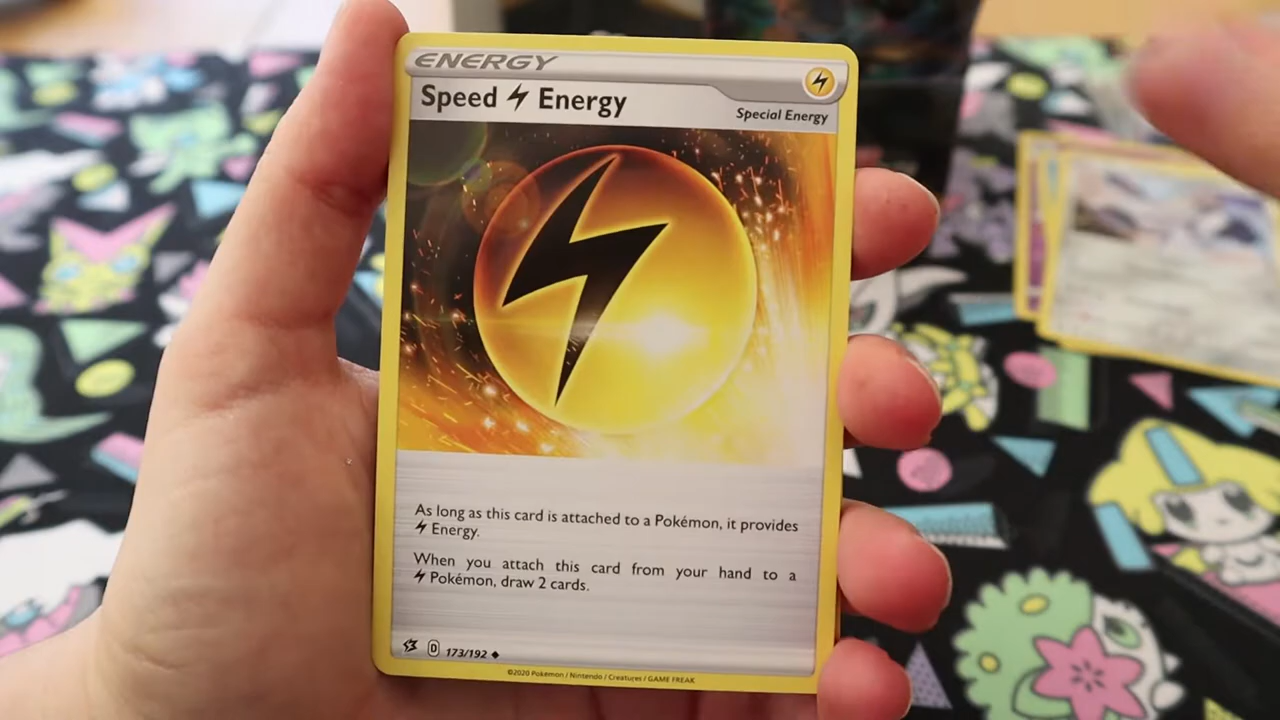 ENERGY
Speed Energy
Special Energy
As long as this card is attached to a Pokémon, it provides
Energy.
When you attach this card from your hand to a
Pokémon, draw 2 cards.
D 173/192
©2020 Pokémon / Nintendo / Creatures / GAME FREAK